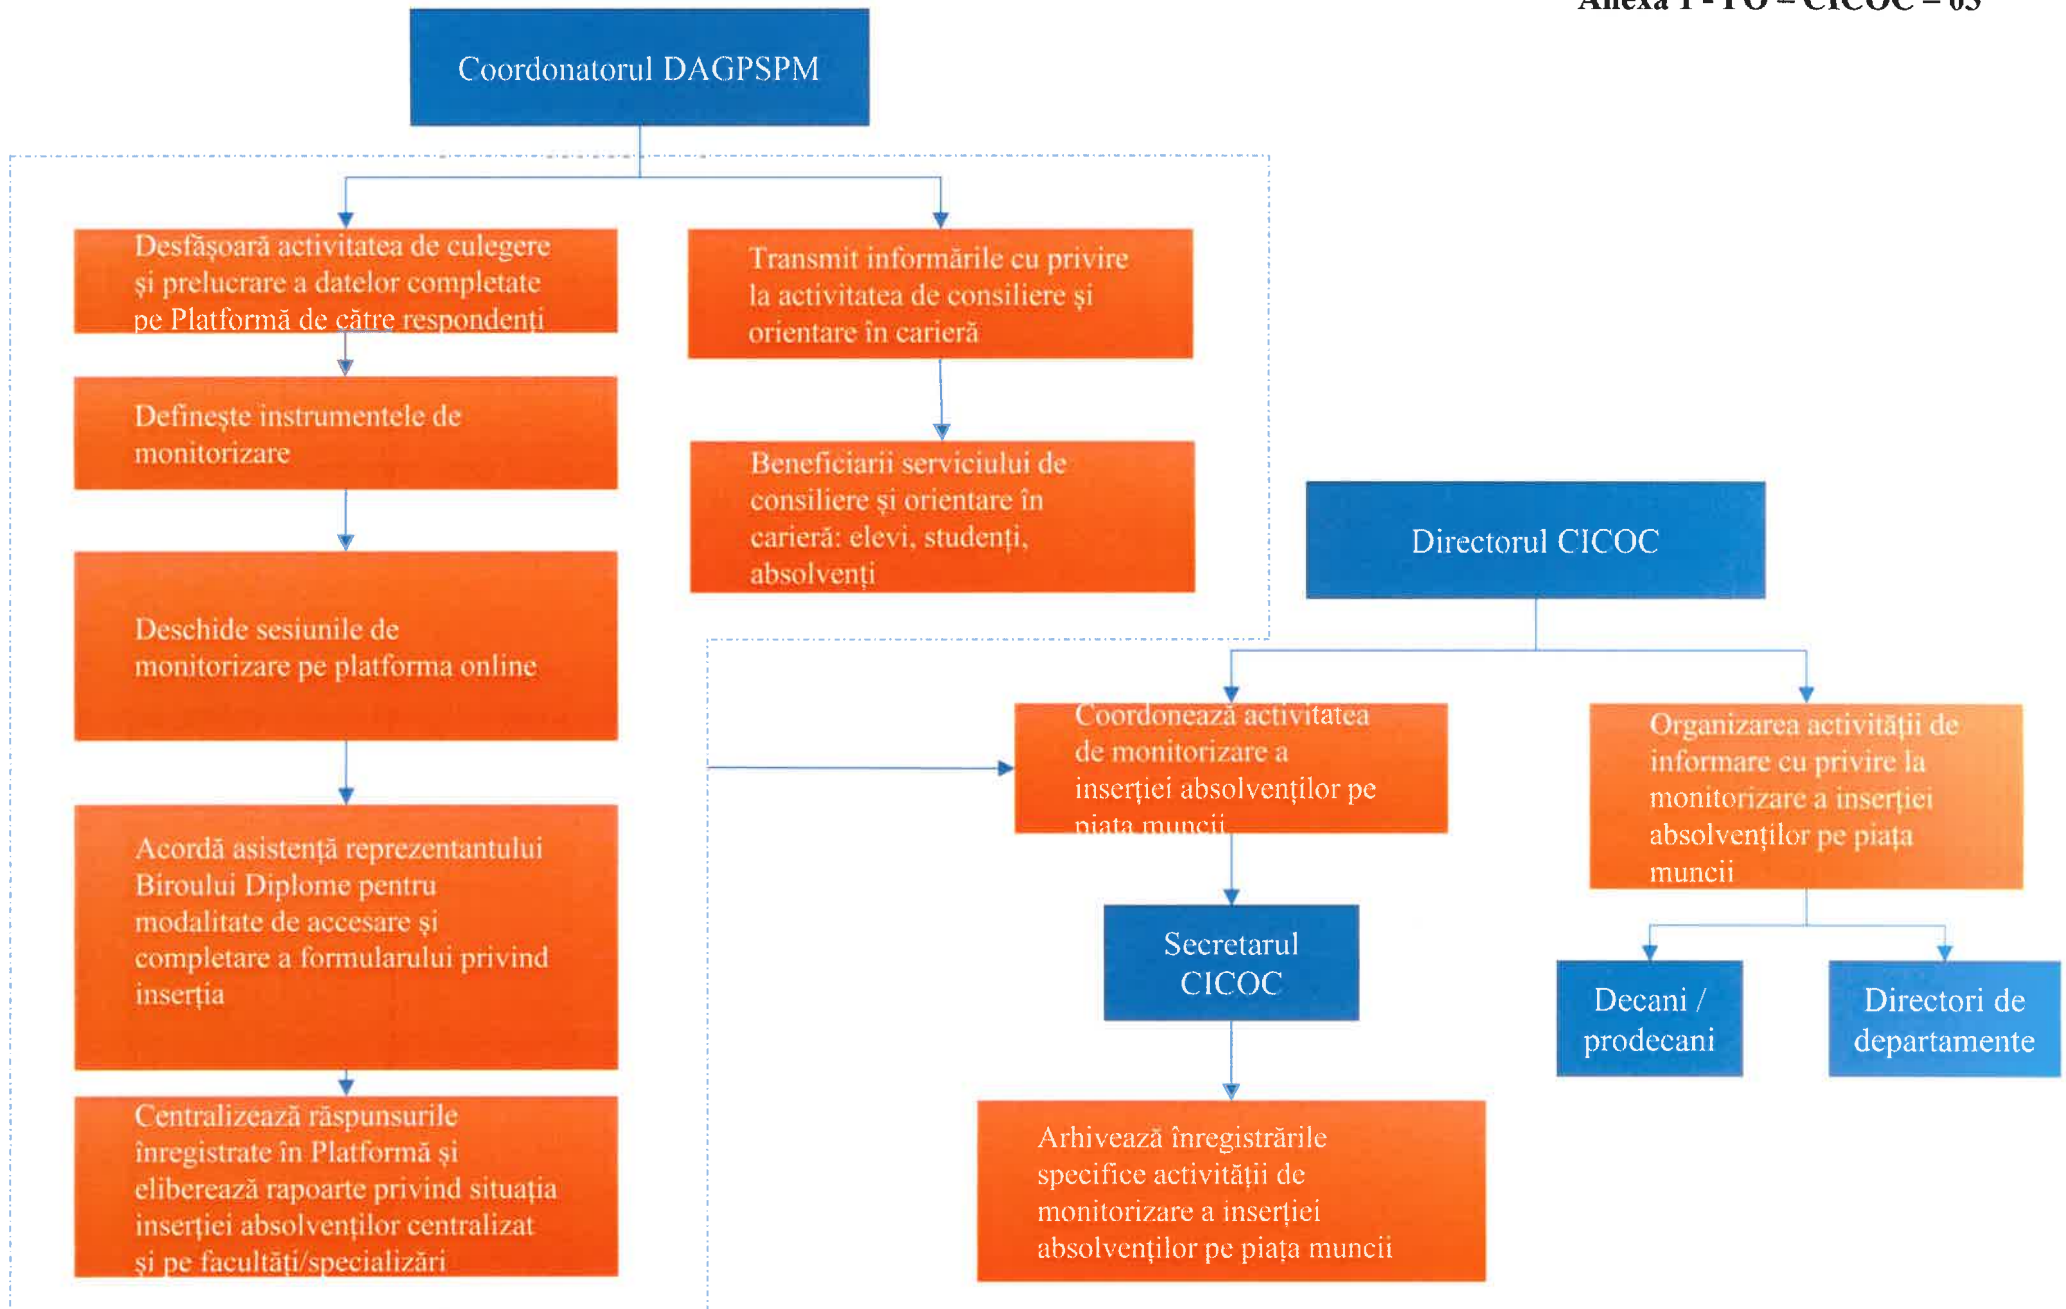 Anexa 1 - PO – CICOC – 03
Coordonatorul DAGPSPM
Desfășoară activitatea de culegere
și prelucrare a datelor completate
pe Platformă de către respondenți
Definește instrumentele de
monitorizare
Deschide sesiunile de
monitorizare pe platforma online
Acordă asistență reprezentantului
Biroului Diplome pentru
modalitate de accesare și
completare a formularului privind
inserția
Centralizează răspunsurile
înregistrate în Platformă și
eliberează rapoarte privind situația
inserției absolvenților centralizat
și pe facultăți/specializări
Transmit informările cu privire
la activitatea de consiliere și
orientare în carieră
Beneficiarii serviciului de
consiliere și orientare în
carieră: elevi, studenți,
absolvenți
Directorul CICOC
Coordonează activitatea
de monitorizare a
inserției absolvenților pe
piața muncii
Secretarul
CICOC
Arhivează înregistrările
specifice activității de
monitorizare a inserției
absolvenților pe piața muncii
Organizarea activității de
informare cu privire la
monitorizare a inserției
absolvenților pe piața
muncii
Decani /
prodecani
Directori de
departamente